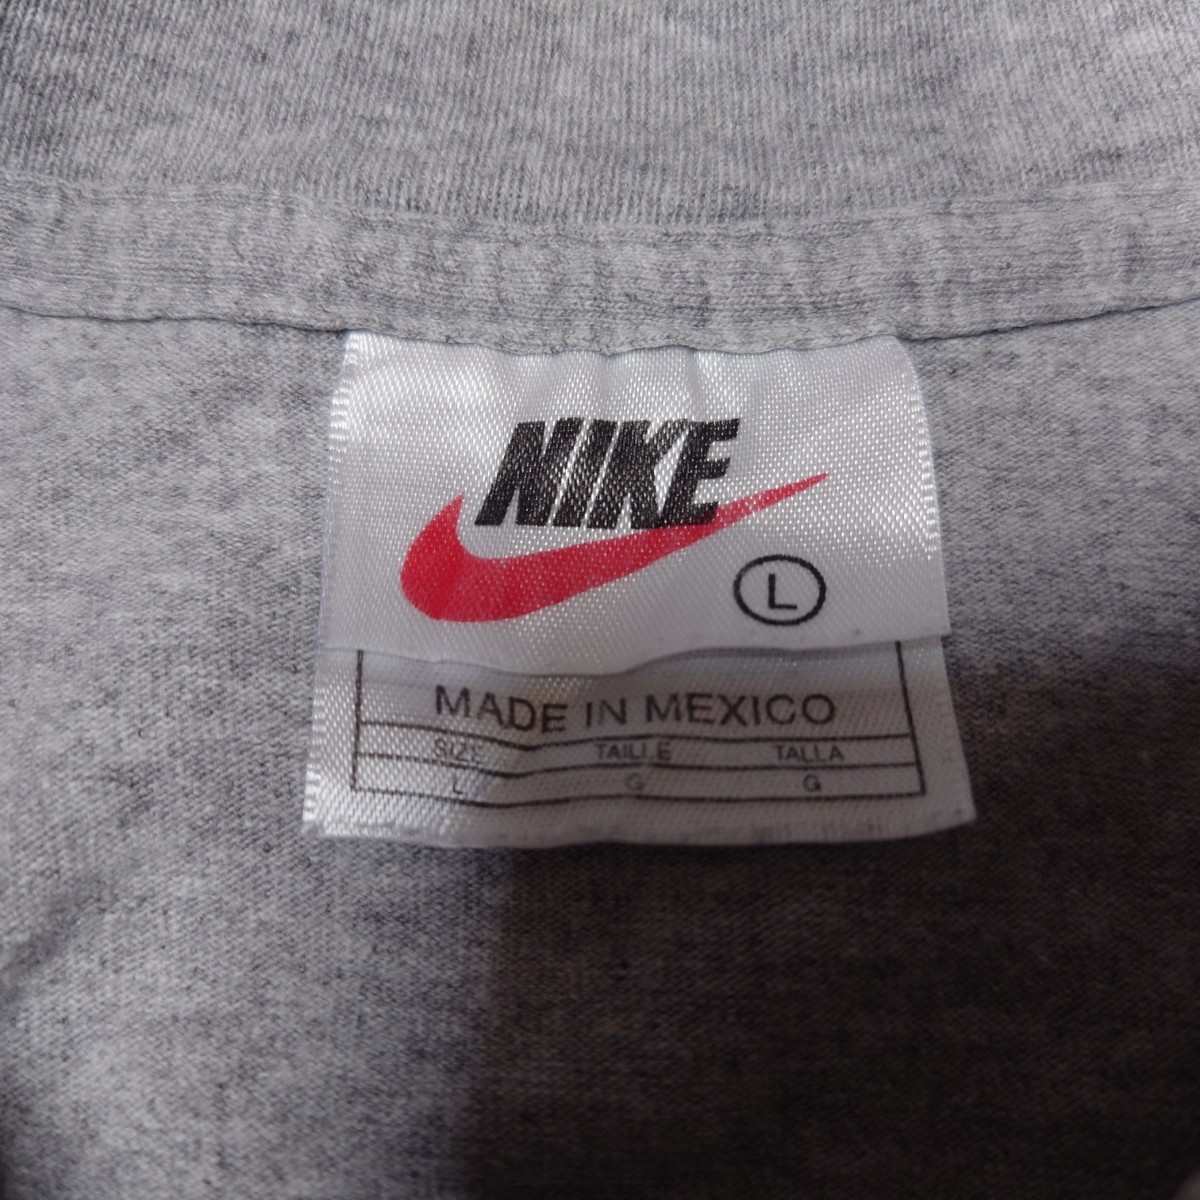 NIKE
L
MADE IN MEXICO
SIZE TAILLE TALLA
L G G